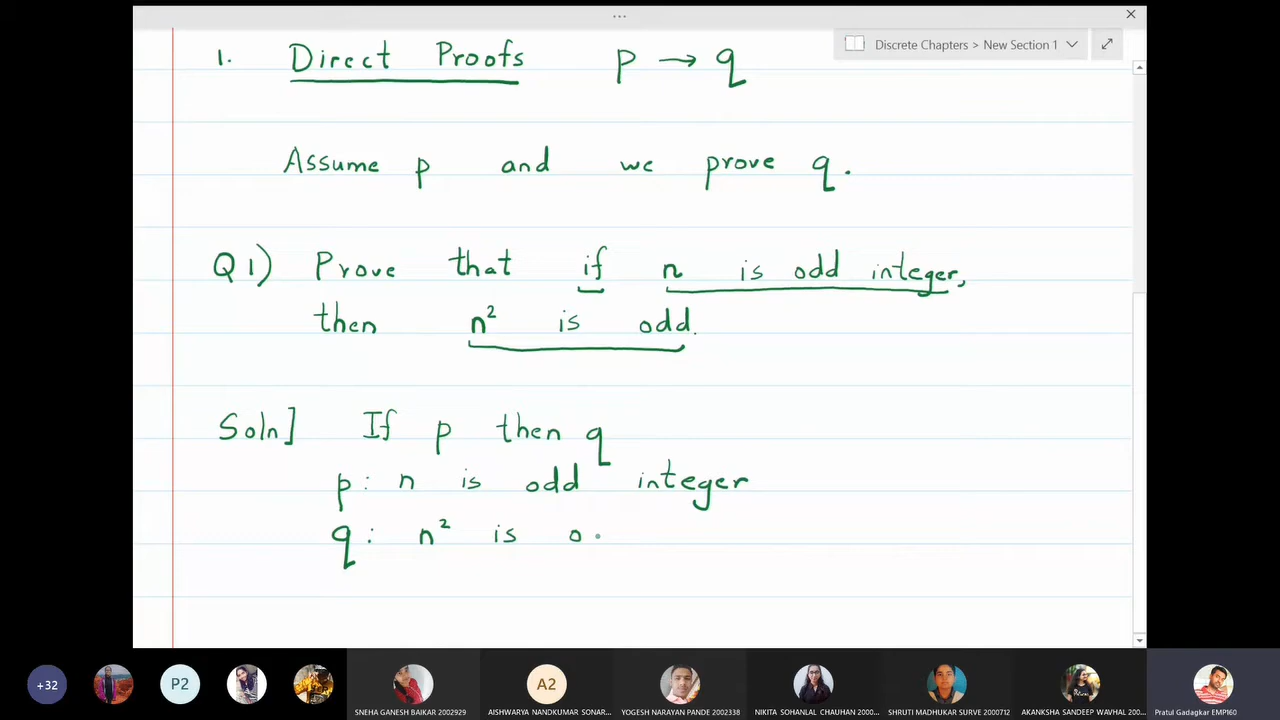 ...
Discrete Chapters > New Section 1
1. Direct Proofs p → q
Assume p and we prove q.
Q1) Prove that if n is odd integer,
then n² is odd.
Soln] If p then q
p: n is odd integer
q: n² is o
+32
P2
A2
SNEHA GANESH BAIKAR 2002929
AISHWARYA NANDKUMAR SONAR...
YOGESH NARAYAN PANDE 2002338
NIKITA SOHANLAL CHAUHAN 2000...
SHRUTI MADHUKAR SURVE 2000712
AKANKSHA SANDEEP WAVHAL 200...
Pratul Gadagkar EMP160